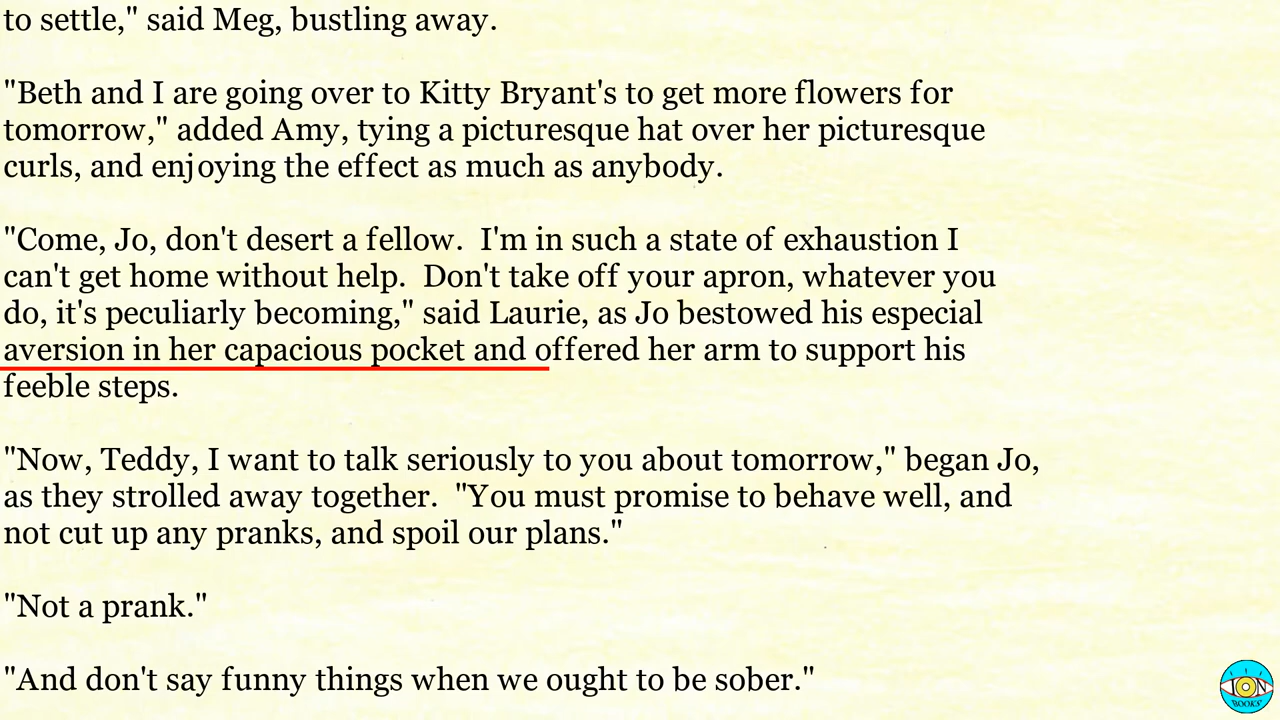 to settle," said Meg, bustling away.
"Beth and I are going over to Kitty Bryant's to get more flowers for
tomorrow," added Amy, tying a picturesque hat over her picturesque
curls, and enjoying the effect as much as anybody.
"Come, Jo, don't desert a fellow.  I'm in such a state of exhaustion I
can't get home without help.  Don't take off your apron, whatever you
do, it's peculiarly becoming," said Laurie, as Jo bestowed his especial
aversion in her capacious pocket and offered her arm to support his
feeble steps.
"Now, Teddy, I want to talk seriously to you about tomorrow," began Jo,
as they strolled away together.  "You must promise to behave well, and
not cut up any pranks, and spoil our plans."
"Not a prank."
"And don't say funny things when we ought to be sober."
ION
BOOKS